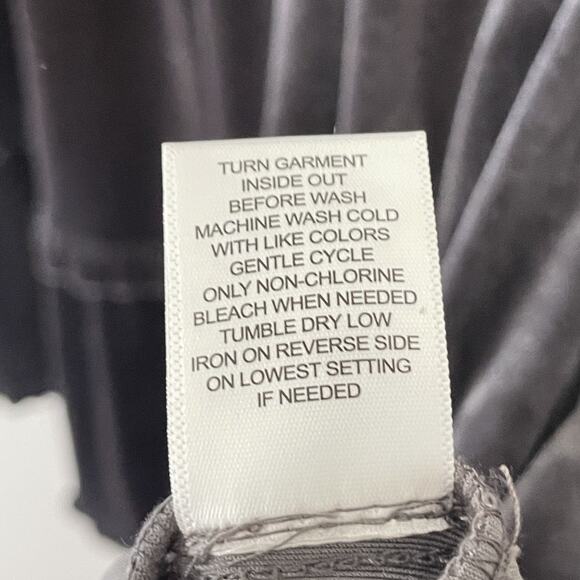 TURN GARMENT
INSIDE OUT
BEFORE WASH
MACHINE WASH COLD
WITH LIKE COLORS
GENTLE CYCLE
ONLY NON-CHLORINE
BLEACH WHEN NEEDED
TUMBLE DRY LOW
IRON ON REVERSE SIDE
ON LOWEST SETTING
IF NEEDED